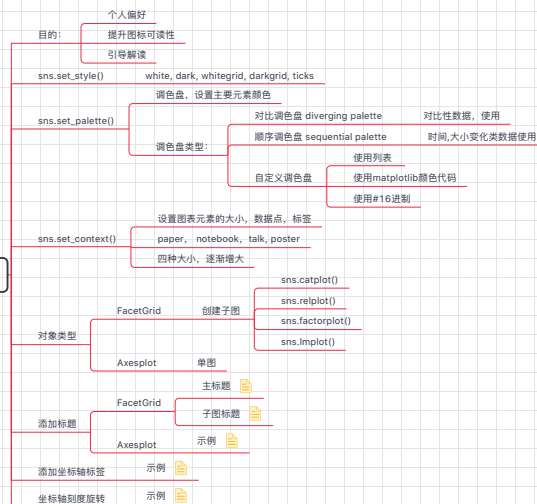 个人偏好
目的：
提升图标可读性
引导解读
sns.set_style()
white, dark, whitegrid, darkgrid, ticks
调色盘，设置主要元素颜色
sns.set_palette()
对比调色盘 diverging palette
对比性数据，使用
顺序调色盘 sequential palette
时间,大小变化类数据使用
调色盘类型：
使用列表
自定义调色盘
使用matplotlib颜色代码
使用#16进制
设置图表元素的大小，数据点，标签
sns.set_context()
paper， notebook，talk, poster
四种大小，逐渐增大
sns.catplot()
FacetGrid
创建子图
sns.relplot()
sns.factorplot()
对象类型
sns.lmplot()
Axesplot
单图
主标题
FacetGrid
子图标题
添加标题
Axesplot
示例
添加坐标轴标签
示例
坐标轴刻度旋转
示例